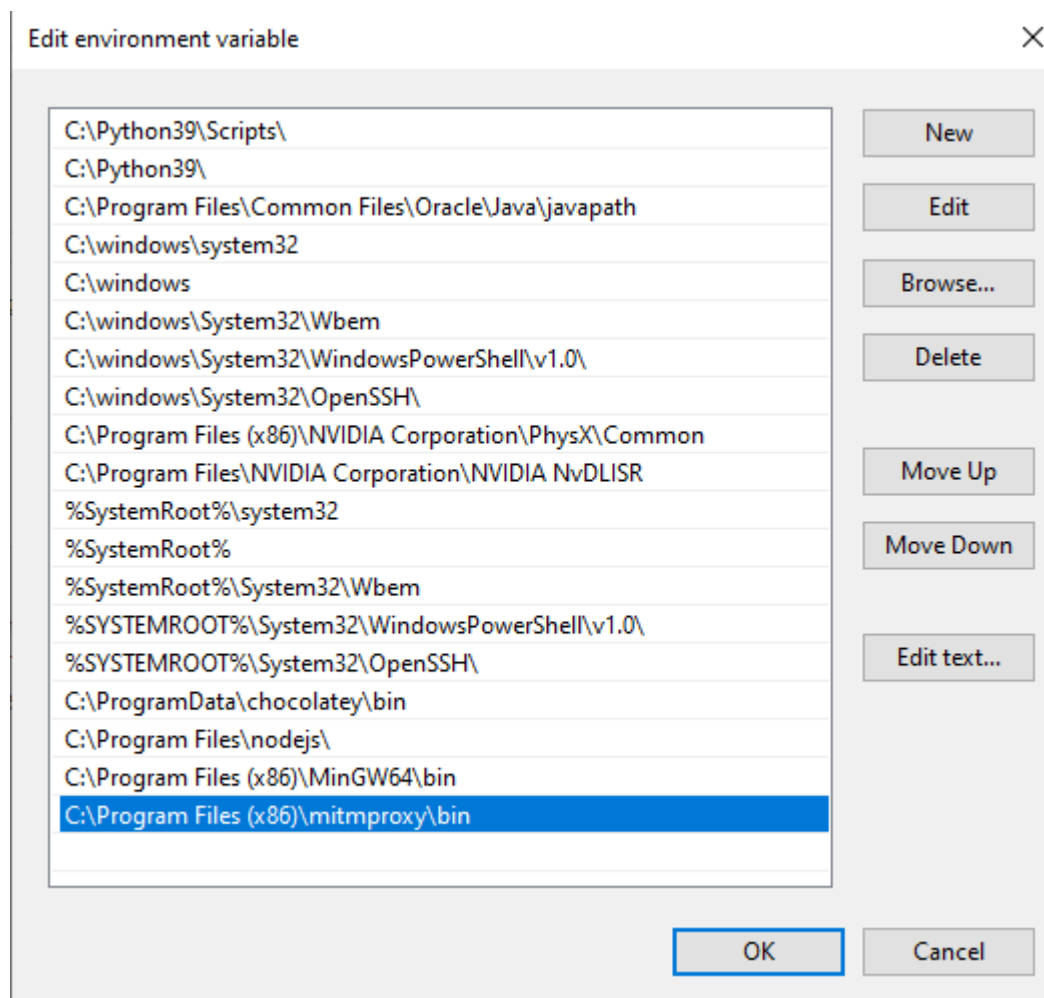 Edit environment variable
C:\Python39\Scripts\
New
C:\Python39\
C:\Program Files\Common Files\Oracle\Java\javapath
Edit
C:\windows\system32
C:\windows
Browse...
C:\windows\System32\Wbem
C:\windows\System32\WindowsPowerShell\v1.0\
Delete
C:\windows\System32\OpenSSH\
C:\Program Files (x86)\NVIDIA Corporation\PhysX\Common
C:\Program Files\NVIDIA Corporation\NVIDIA NvDLISR
Move Up
%SystemRoot%\system32
%SystemRoot%
Move Down
%SystemRoot%\System32\Wbem
%SYSTEMROOT%\System32\WindowsPowerShell\v1.0\
%SYSTEMROOT%\System32\OpenSSH\
Edit text...
C:\ProgramData\chocolatey\bin
C:\Program Files\nodejs\
C:\Program Files (x86)\MinGW64\bin
C:\Program Files (x86)\mitmproxy\bin
OK
Cancel